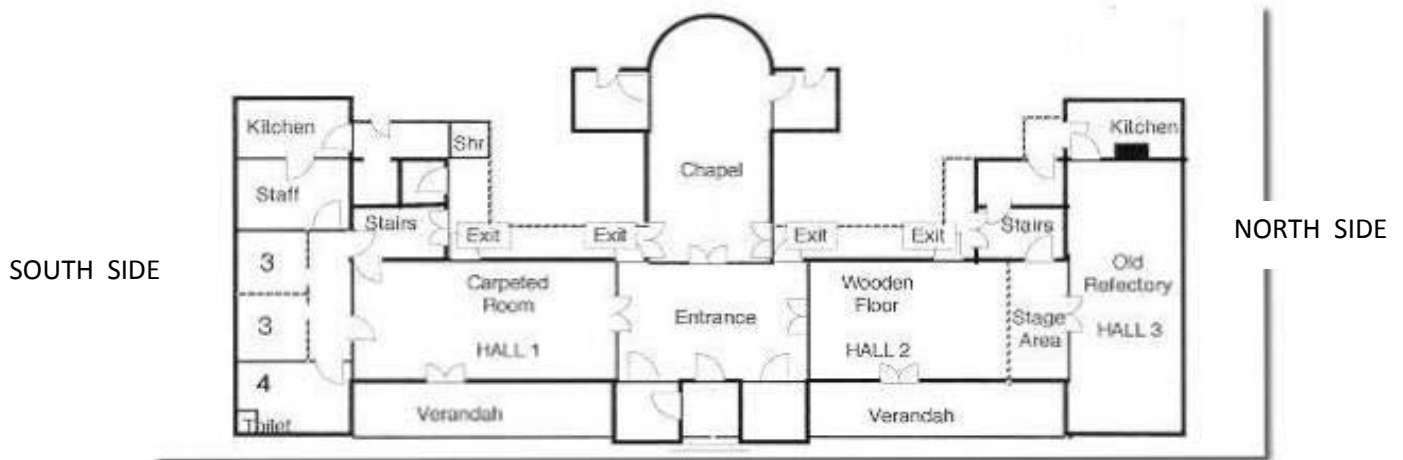 Kitchen
Kitchen
Shr
Staff
Chapel
Stairs
Exit
Exit
Exit
Exit
Stairs
NORTH SIDE
SOUTH SIDE
3
Carpeted
Room
Wooden
Floor
Old
Refectory
3
Entrance
Stage
Area
HALL 1
HALL 2
HALL 3
4
Toilet
Verandah
Verandah